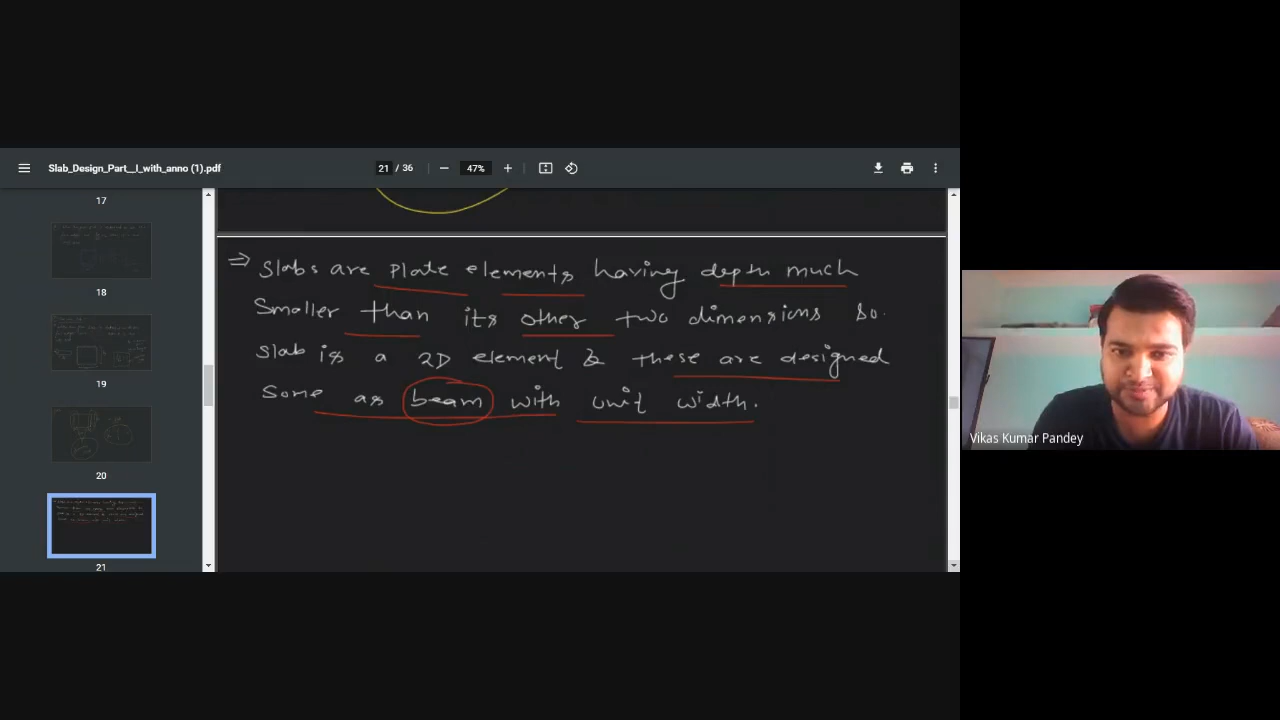 Slab_Design_Part__I_with_anno (1).pdf
21 / 36
47%
17
18
19
20
21
⇒ Slabs are plate elements having depth much
smaller than its other two dimensions so.
slab is a 2D element & these are designed
Some as beam with unit width.
Vikas Kumar Pandey